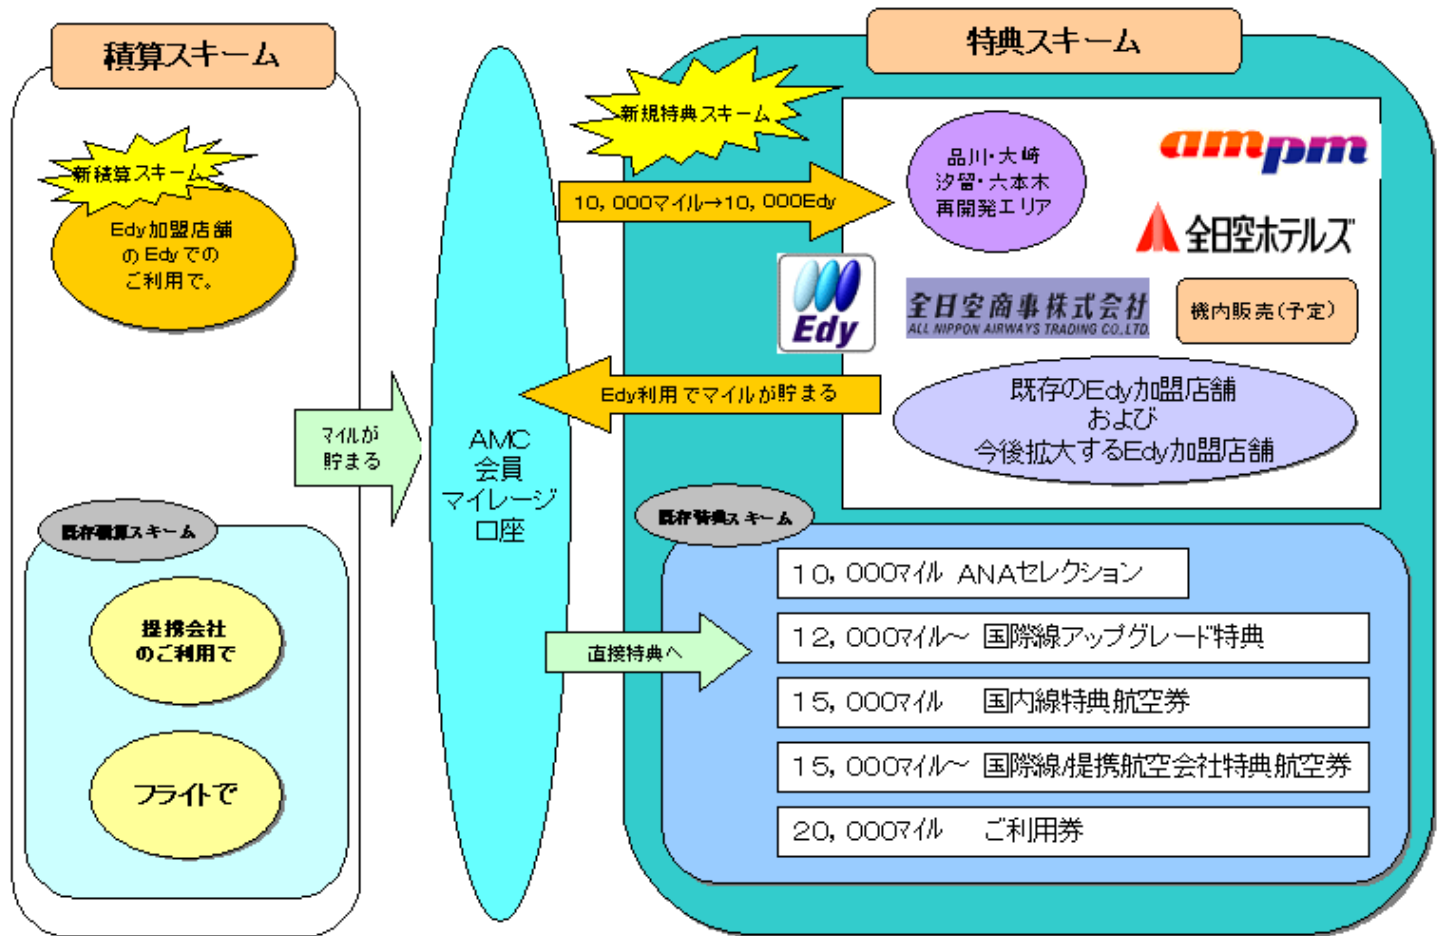 積算スキーム
新積算スキーム
Edy加盟店舗
のEdyでの
ご利用で。
マイルが
貯まる
既存積算スキーム
提携会社
のご利用で
フライトで
AMC
会員
マイレージ
口座
特典スキーム
新規特典スキーム
10，000マイル→10，000Edy
品川・大崎
汐留・六本木
再開発エリア
ampm
全日空ホテルズ
Edy
全日空商事株式会社
ALL NIPPON AIRWAYS TRADING CO.,LTD.
機内販売（予定）
Edy利用でマイルが貯まる
既存のEdy加盟店舗
および
今後拡大するEdy加盟店舗
既存特典スキーム
直接特典へ
10，000マイル ANAセレクション
12，000マイル～ 国際線アップグレード特典
15，000マイル 国内線特典航空券
15，000マイル～ 国際線/提携航空会社特典航空券
20，000マイル ご利用券